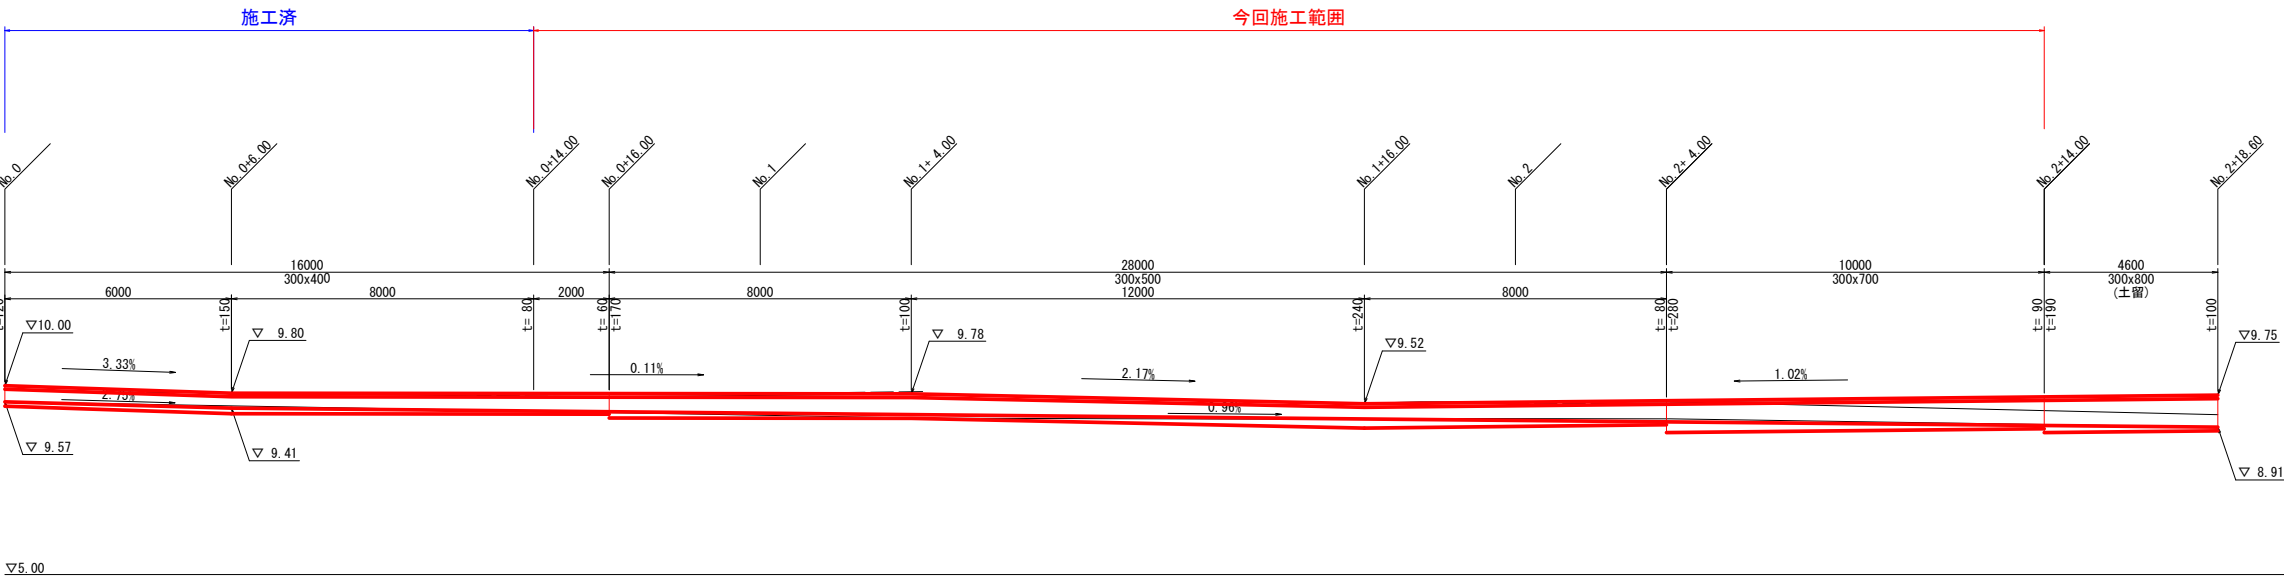 施工済
今回施工範囲
No.0
No.0+6.00
No.0+14.00
No.0+16.00
No.1
No.1+ 4.00
No.1+16.00
No.2
No.2+ 4.00
No.2+14.00
No.2+18.60
16000
300x400
28000
300x500
10000
300x700
4600
300x800
(土留)
6000
8000
2000
8000
12000
8000
t=120
t=150
t= 80
t= 60
t=170
t=100
t=240
t= 80
t=280
t= 90
t=190
t=100
▽10.00
▽ 9.80
▽ 9.78
▽9.52
▽9.75
3.33%
0.11%
2.17%
1.02%
2.75%
0.96%
▽ 9.57
▽ 9.41
▽ 8.91
▽5.00